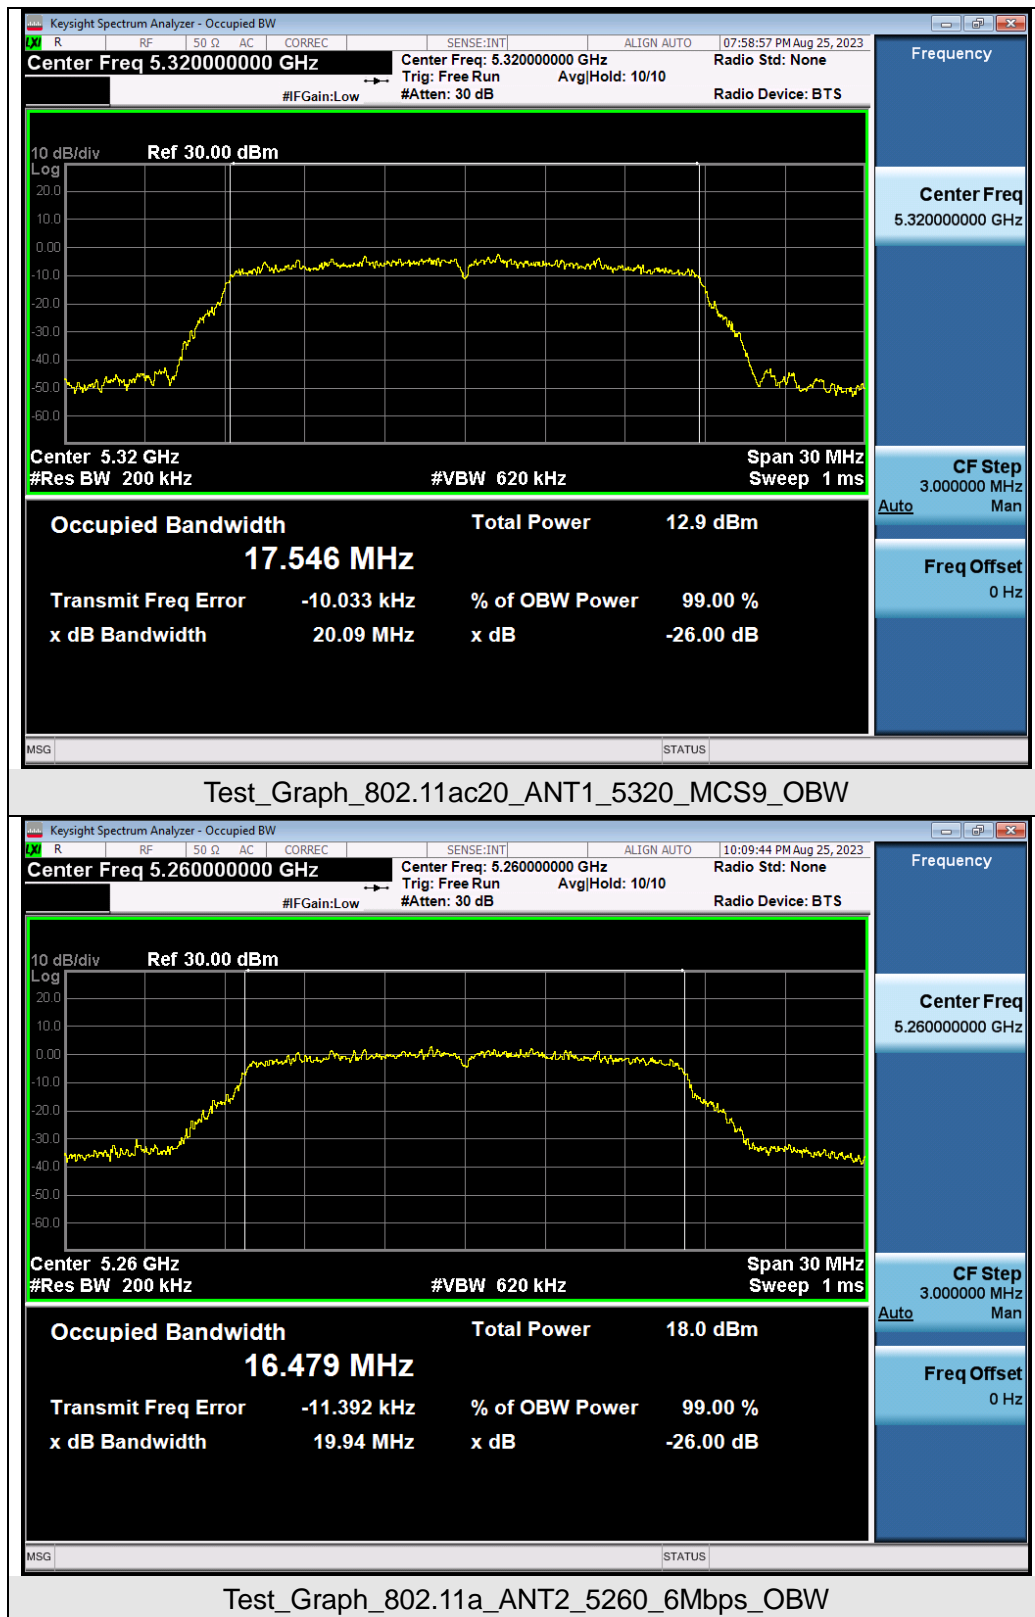 Keysight Spectrum Analyzer - Occupied BW
LXI R RF 50 Ω AC CORREC SENSE:INT ALIGN AUTO 07:58:57 PM Aug 25, 2023
Center Freq 5.320000000 GHz Center Freq: 5.320000000 GHz Radio Std: None
Trig: Free Run Avg|Hold: 10/10
#IFGain:Low #Atten: 30 dB Radio Device: BTS
Frequency
10 dB/div Ref 30.00 dBm
Log
20.0
10.0
0.00
-10.0
-20.0
-30.0
-40.0
-50.0
-60.0
Center Freq
5.320000000 GHz
Center 5.32 GHz Span 30 MHz
#Res BW 200 kHz #VBW 620 kHz Sweep 1 ms
CF Step
3.000000 MHz
Auto Man
Occupied Bandwidth Total Power 12.9 dBm
17.546 MHz
Transmit Freq Error -10.033 kHz % of OBW Power 99.00 %
x dB Bandwidth 20.09 MHz x dB -26.00 dB
Freq Offset
0 Hz
MSG STATUS
Test_Graph_802.11ac20_ANT1_5320_MCS9_OBW
Keysight Spectrum Analyzer - Occupied BW
LXI R RF 50 Ω AC CORREC SENSE:INT ALIGN AUTO 10:09:44 PM Aug 25, 2023
Center Freq 5.260000000 GHz Center Freq: 5.260000000 GHz Radio Std: None
Trig: Free Run Avg|Hold: 10/10
#IFGain:Low #Atten: 30 dB Radio Device: BTS
Frequency
10 dB/div Ref 30.00 dBm
Log
20.0
10.0
0.00
-10.0
-20.0
-30.0
-40.0
-50.0
-60.0
Center Freq
5.260000000 GHz
Center 5.26 GHz Span 30 MHz
#Res BW 200 kHz #VBW 620 kHz Sweep 1 ms
CF Step
3.000000 MHz
Auto Man
Occupied Bandwidth Total Power 18.0 dBm
16.479 MHz
Transmit Freq Error -11.392 kHz % of OBW Power 99.00 %
x dB Bandwidth 19.94 MHz x dB -26.00 dB
Freq Offset
0 Hz
MSG STATUS
Test_Graph_802.11a_ANT2_5260_6Mbps_OBW